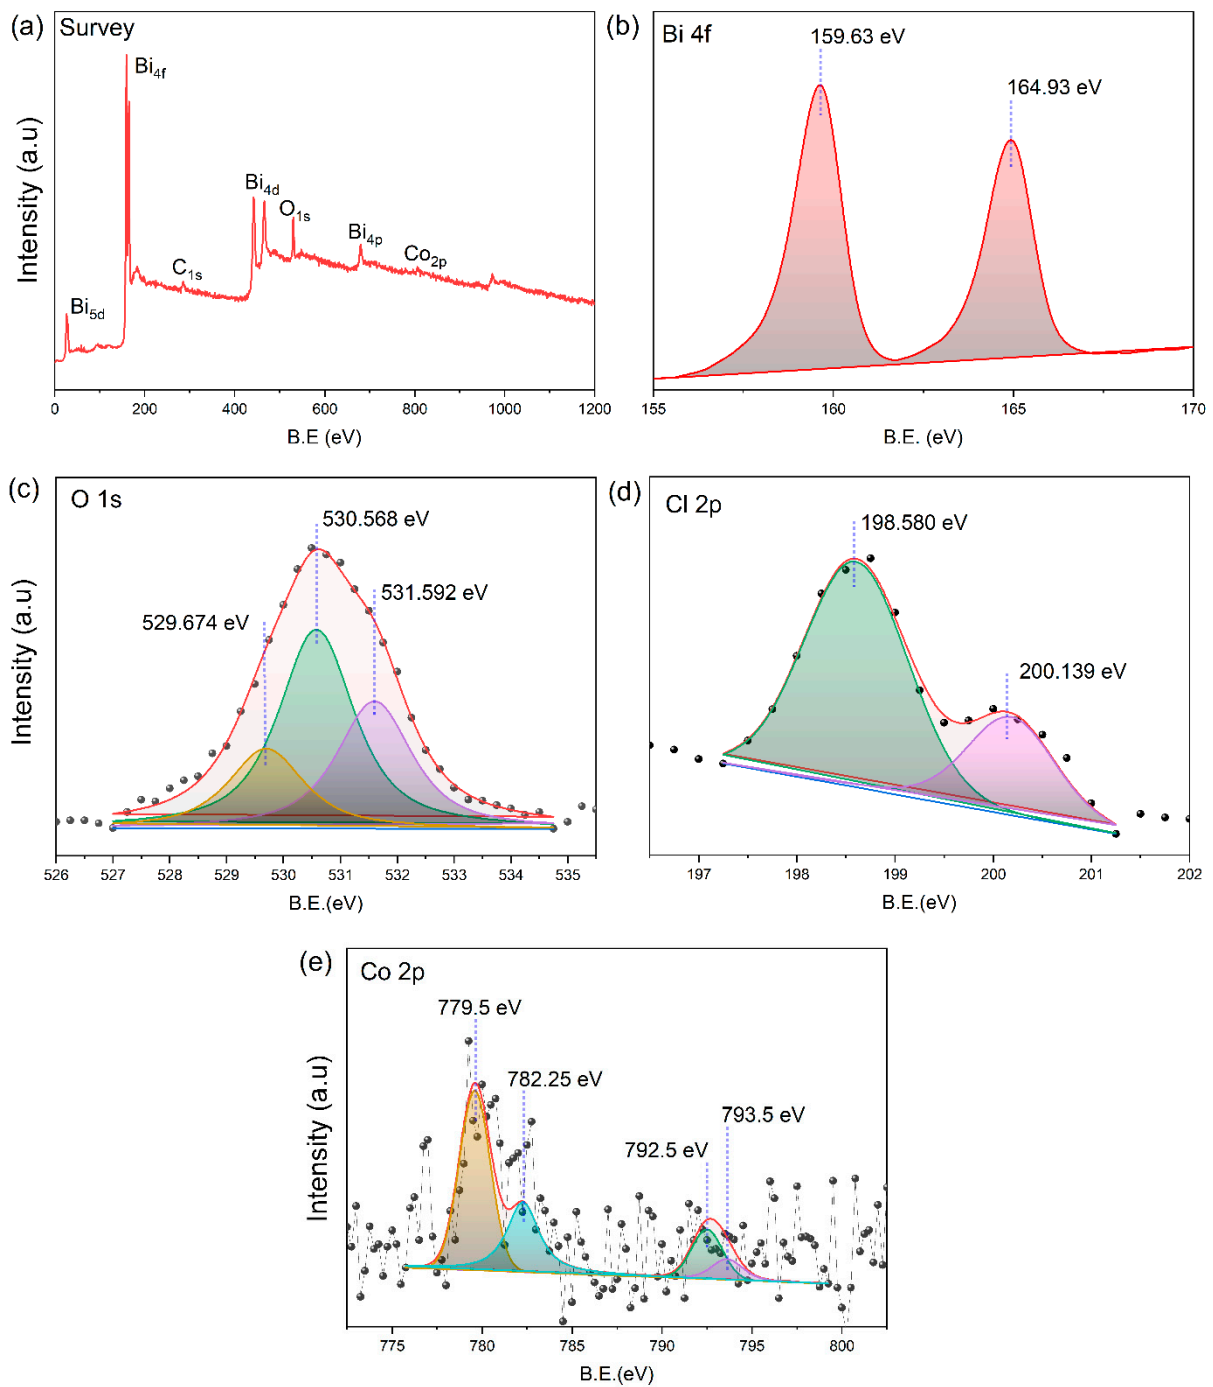 (a) Survey
Bi4f
Bi4d
O1s
Bi4p
Co2p
C1s
Bi5d
Intensity (a.u)
0 200 400 600 800 1000 1200
B.E (eV)
(b) Bi 4f
159.63 eV
164.93 eV
155 160 165 170
B.E. (eV)
(c) O 1s
530.568 eV
531.592 eV
529.674 eV
Intensity (a.u)
526 527 528 529 530 531 532 533 534 535
B.E.(eV)
(d) Cl 2p
198.580 eV
200.139 eV
197 198 199 200 201 202
B.E.(eV)
(e) Co 2p
779.5 eV
782.25 eV
793.5 eV
792.5 eV
Intensity (a.u)
775 780 785 790 795 800
B.E.(eV)